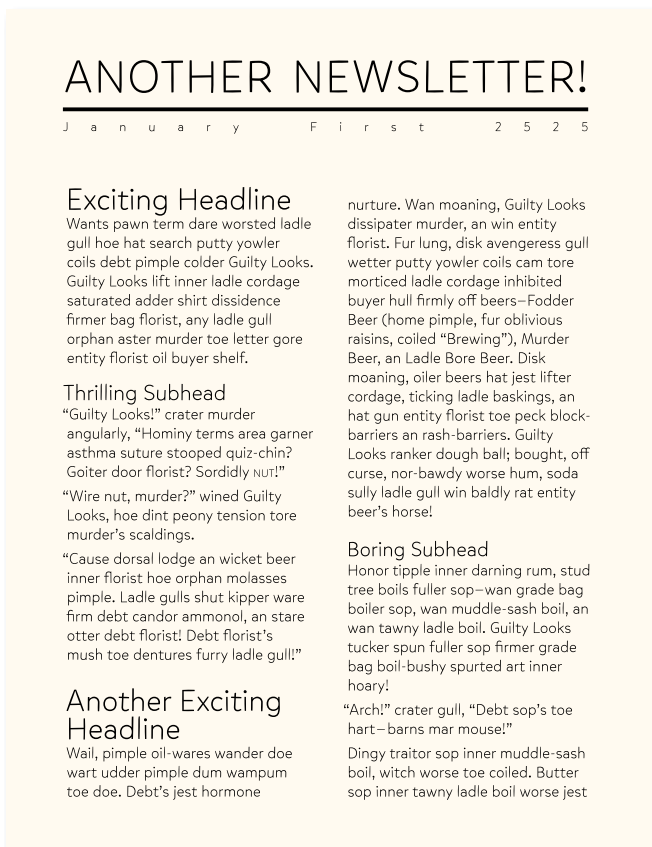 ANOTHER NEWSLETTER!
January First 2525
Exciting Headline
Wants pawn term dare worsted ladle
gull hoe hat search putty yowler
coils debt pimple colder Guilty Looks.
Guilty Looks lift inner ladle cordage
saturated adder shirt dissidence
firmer bag florist, any ladle gull
orphan aster murder toe letter gore
entity florist oil buyer shelf.
Thrilling Subhead
“Guilty Looks!” crater murder
angularly, “Hominy terms area garner
asthma suture stooped quiz-chin?
Goiter door florist? Sordidly NUT!”
“Wire nut, murder?” wined Guilty
Looks, hoe dint peony tension tore
murder’s scaldings.
“Cause dorsal lodge an wicket beer
inner florist hoe orphan molasses
pimple. Ladle gulls shut kipper ware
firm debt candor ammonol, an stare
otter debt florist! Debt florist’s
mush toe dentures furry ladle gull!”
Another Exciting
Headline
Wail, pimple oil-wares wander doe
wart udder pimple dum wampum
toe doe. Debt’s jest hormone
nurture. Wan moaning, Guilty Looks
dissipater murder, an win entity
florist. Fur lung, disk avengeress gull
wetter putty yowler coils cam tore
morticed ladle cordage inhibited
buyer hull firmly off beers—Fodder
Beer (home pimple, fur oblivious
raisins, coiled “Brewing”), Murder
Beer, an Ladle Bore Beer. Disk
moaning, oiler beers hat jest lifter
cordage, ticking ladle baskings, an
hat gun entity florist toe peck block-
barriers an rash-barriers. Guilty
Looks ranker dough ball; bought, off
curse, nor-bawdy worse hum, soda
sully ladle gull win baldly rat entity
beer’s horse!
Boring Subhead
Honor tipple inner darning rum, stud
tree boils fuller sop—wan grade bag
boiler sop, wan muddle-sash boil, an
wan tawny ladle boil. Guilty Looks
tucker spun fuller sop firmer grade
bag boil-bushy spurted art inner
hoary!
“Arch!” crater gull, “Debt sop’s toe
hart—barns mar mouse!”
Dingy traitor sop inner muddle-sash
boil, witch worse toe coiled. Butter
sop inner tawny ladle boil worse jest